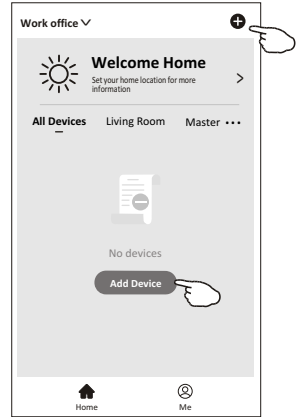 Work office
Welcome Home
Set your home location for more
information
All Devices Living Room Master
No devices
Add Device
Home Me